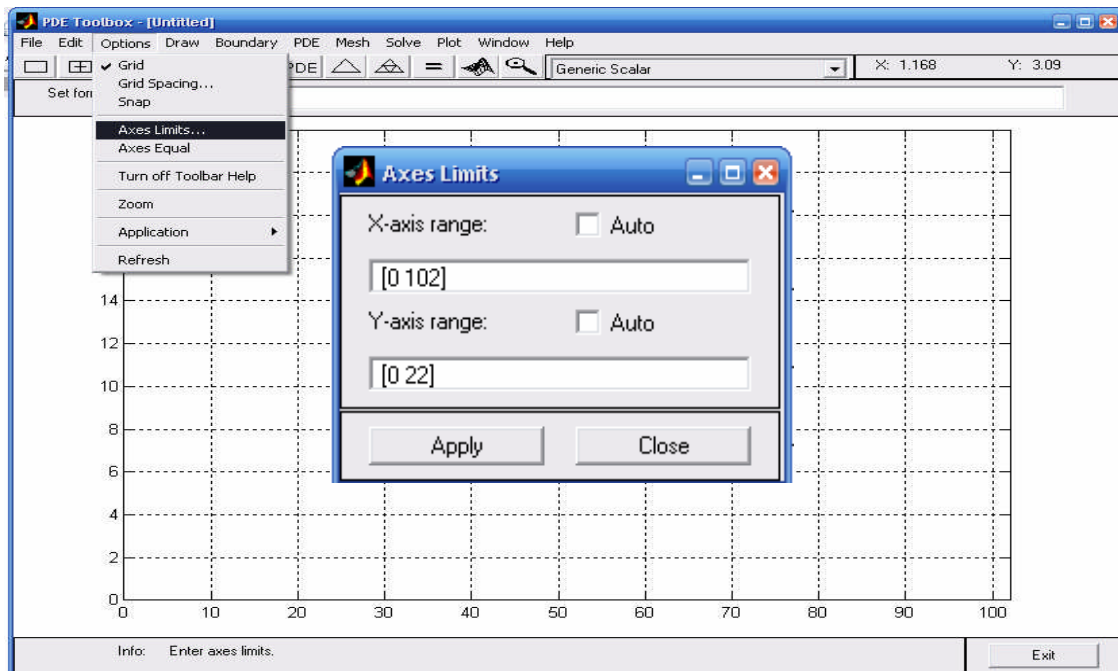 PDE Toolbox - [Untitled]
File Edit Options Draw Boundary PDE Mesh Solve Plot Window Help
PDE = Generic Scalar X: 1.168 Y: 3.09
Grid
Grid Spacing...
Snap
Set for
Axes Limits...
Axes Equal
Turn off Toolbar Help
Zoom
Application
Refresh
Axes Limits
X-axis range: Auto
[0 102]
Y-axis range: Auto
[0 22]
Apply Close
14
12
10
8
6
4
2
0
0 10 20 30 40 50 60 70 80 90 100
Info: Enter axes limits. Exit